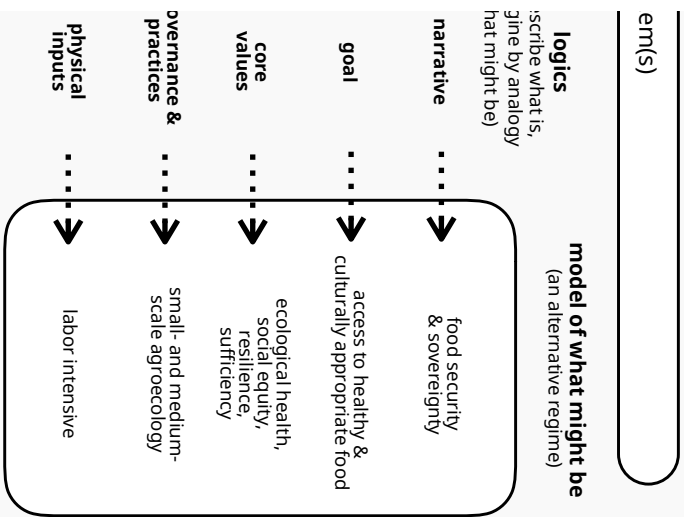 em(s)
logics
scribe what is,
gine by analogy
hat might be)
model of what might be
(an alternative regime)
narrative
food security
& sovereignty
goal
access to healthy &
culturally appropriate food
core
values
ecological health,
social equity,
resilience,
sufficiency
overnance &
practices
small- and medium-
scale agroecology
physical
inputs
labor intensive